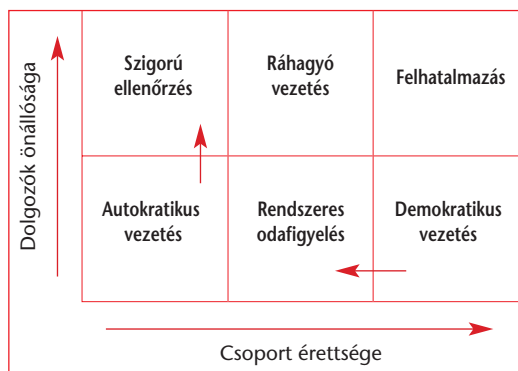 Dolgozók önállósága
Szigorú
ellenőrzés
Ráhagyó
vezetés
Felhatalmazás
Autokratikus
vezetés
Rendszeres
odafigyelés
Demokratikus
vezetés
Csoport érettsége